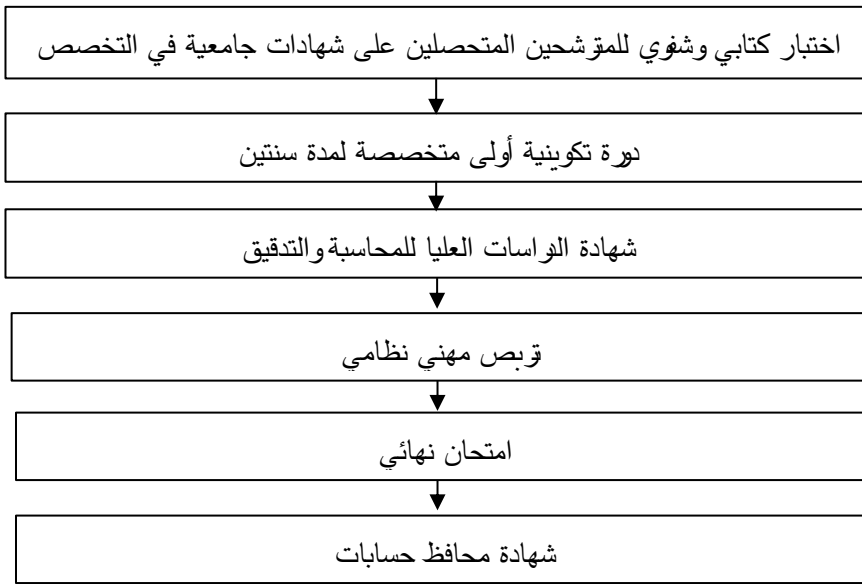 اختبار كتابي وشفوي للمترشحين المتحصلين على شهادات جامعية في التخصص
دورة تكوينية أولى متخصصة لمدة سنتين
شهادة الدراسات العليا للمحاسبة والتدقيق
تربص مهني نظامي
امتحان نهائي
شهادة محافظ حسابات